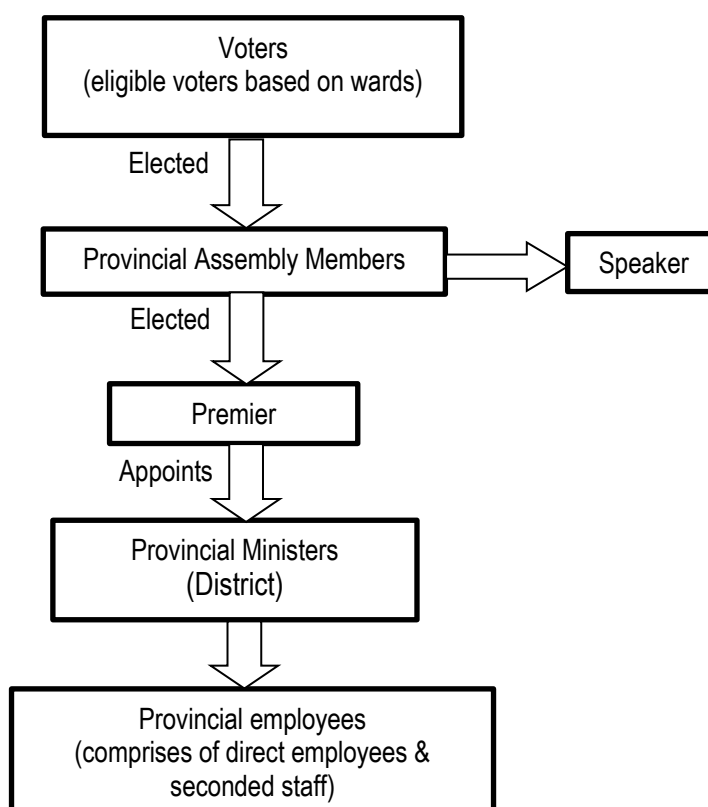 Voters
(eligible voters based on wards)
Elected
Provincial Assembly Members
Speaker
Elected
Premier
Appoints
Provincial Ministers
(District)
Provincial employees
(comprises of direct employees &
seconded staff)